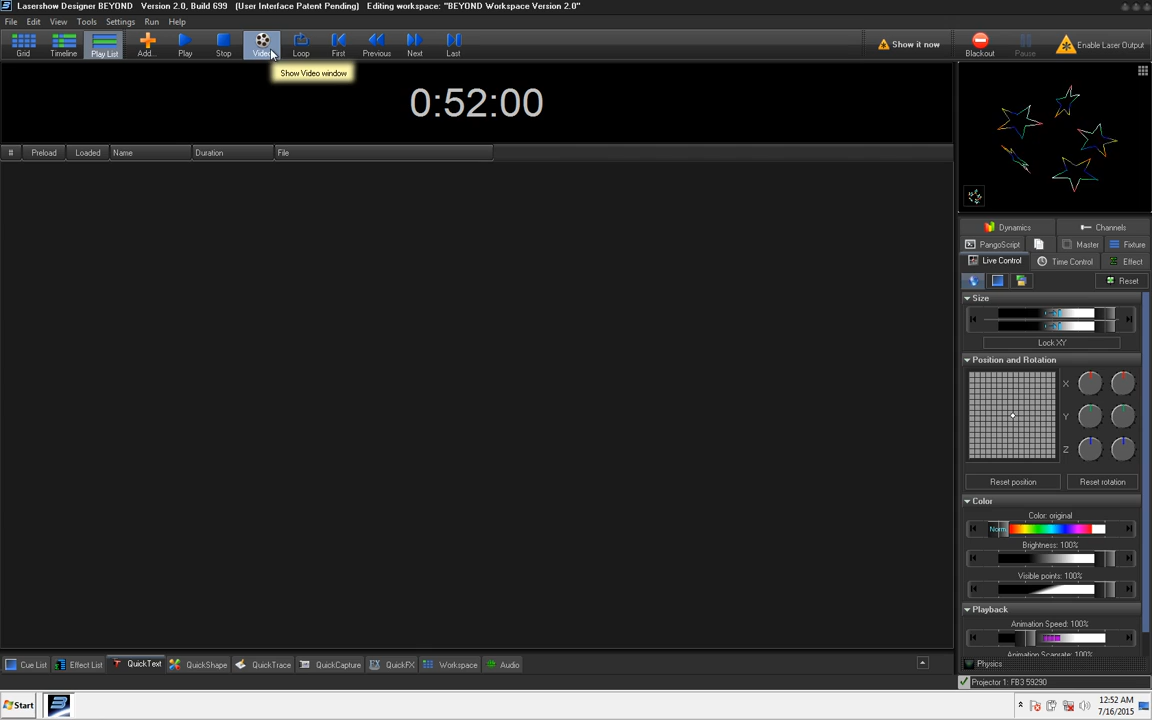 Lasershow Designer BEYOND Version 2.0, Build 699 (User Interface Patent Pending) Editing workspace: "BEYOND Workspace Version 2.0"
File Edit View Tools Settings Run Help
Grid Timeline Play List Add... Play Stop Video Loop First Previous Next Last Show it now Blackout Pause Enable Laser Output
Show Video window
0:52:00
# Preload Loaded Name Duration File
Dynamics Channels
PangoScript Master Fixture
Live Control Time Control Effect
Reset
Size
Lock XY
Position and Rotation
X
Y
Z
Reset position Reset rotation
Color
Color: original
Norm
Brightness: 100%
Visible points: 100%
Playback
Animation Speed: 100%
Animation Scanrate: 100%
Physics
Cue List Effect List QuickText QuickShape QuickTrace QuickCapture QuickFX Workspace Audio
Projector 1: FB3 59290
Start
12:52 AM
7/16/2015